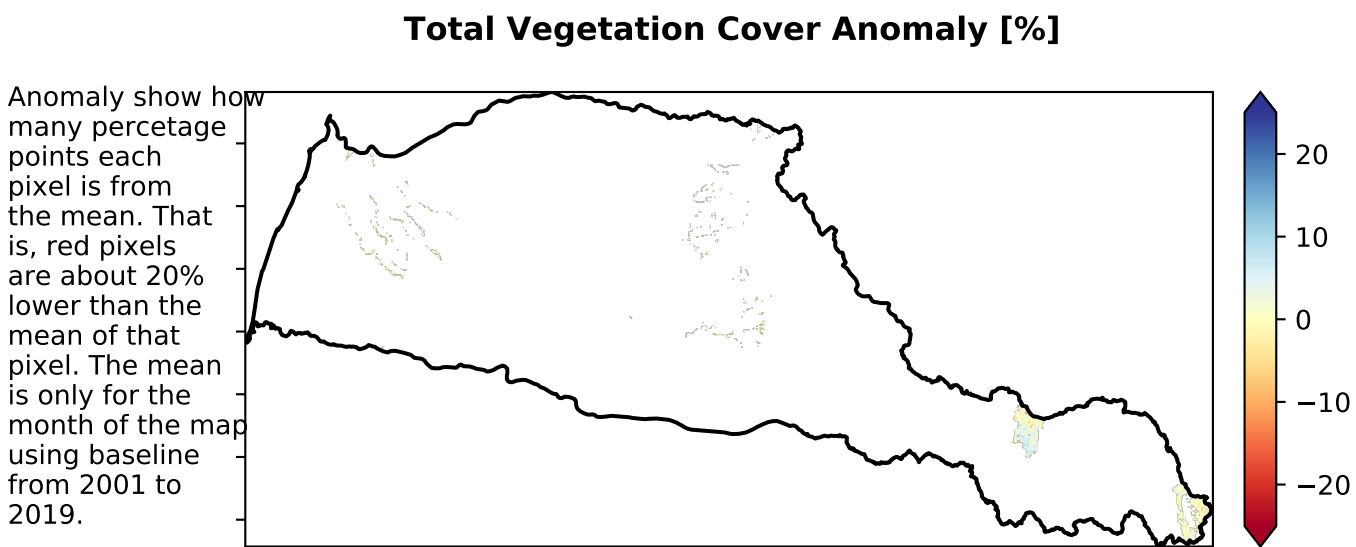 Total Vegetation Cover Anomaly [%]
Anomaly show how
many percetage
points each
pixel is from
the mean. That
is, red pixels
are about 20%
lower than the
mean of that
pixel. The mean
is only for the
month of the map
using baseline
from 2001 to
2019.
20
10
0
−10
−20